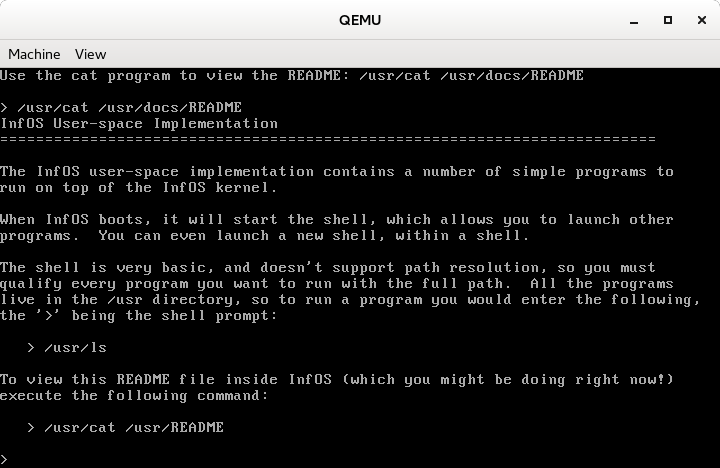 QEMU
Machine View
Use the cat program to view the README: /usr/cat /usr/docs/README
> /usr/cat /usr/docs/README
InfOS User-space Implementation
=========================================================================
The InfOS user-space implementation contains a number of simple programs to
run on top of the InfOS kernel.
When InfOS boots, it will start the shell, which allows you to launch other
programs.  You can even launch a new shell, within a shell.
The shell is very basic, and doesn't support path resolution, so you must
qualify every program you want to run with the full path.  All the programs
live in the /usr directory, so to run a program you would enter the following,
the '>' being the shell prompt:
> /usr/ls
To view this README file inside InfOS (which you might be doing right now!)
execute the following command:
> /usr/cat /usr/README
>